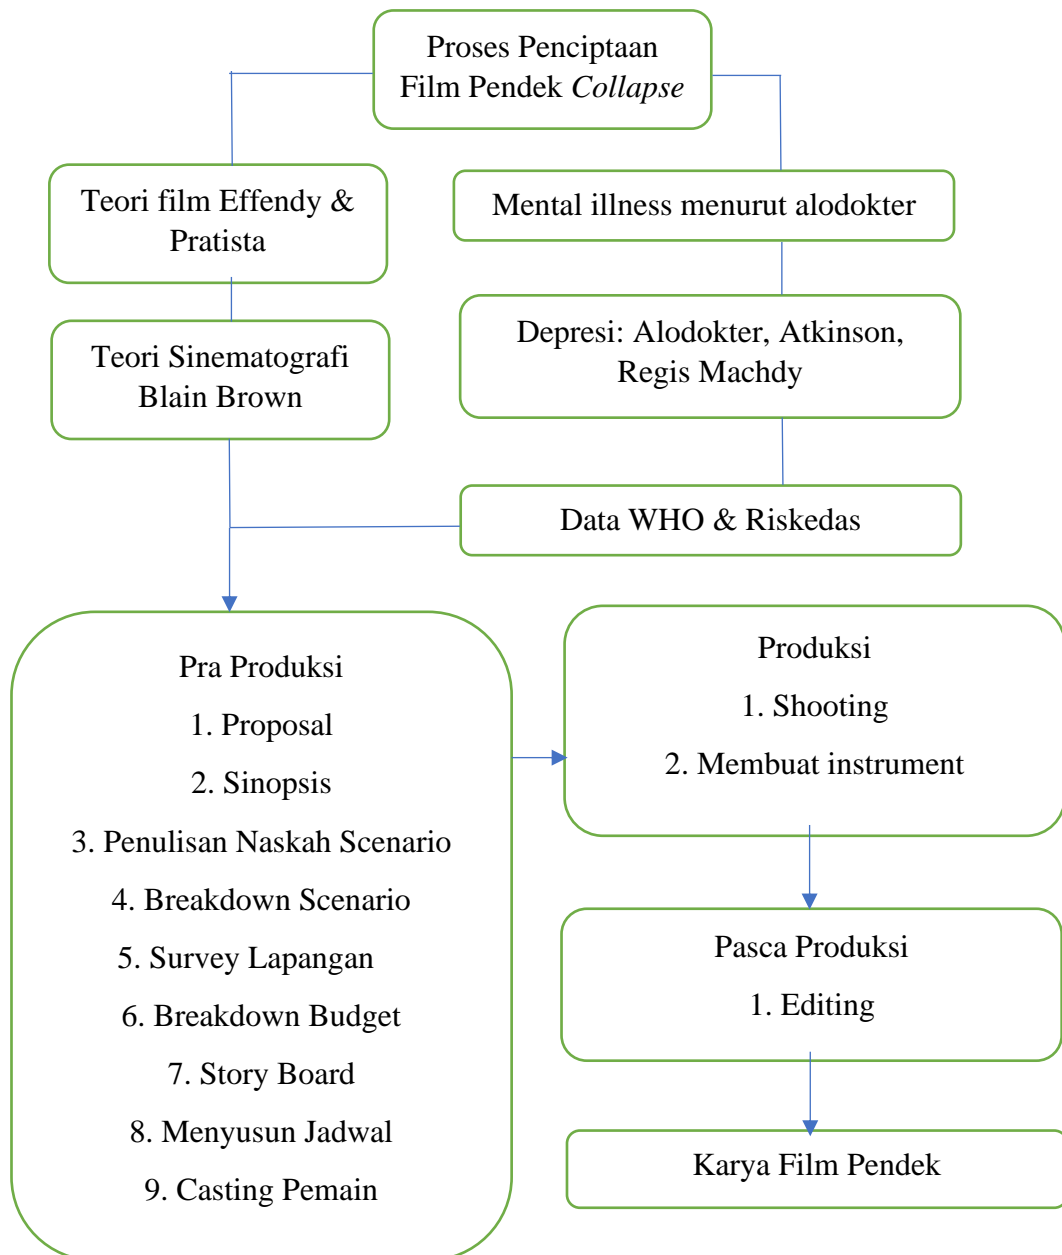 Proses Penciptaan
Film Pendek Collapse
Teori film Effendy &
Pratista
Mental illness menurut alodokter
Teori Sinematografi
Blain Brown
Depresi: Alodokter, Atkinson,
Regis Machdy
Data WHO & Riskedas
Pra Produksi
1. Proposal
2. Sinopsis
3. Penulisan Naskah Scenario
4. Breakdown Scenario
5. Survey Lapangan
6. Breakdown Budget
7. Story Board
8. Menyusun Jadwal
9. Casting Pemain
Produksi
1. Shooting
2. Membuat instrument
Pasca Produksi
1. Editing
Karya Film Pendek